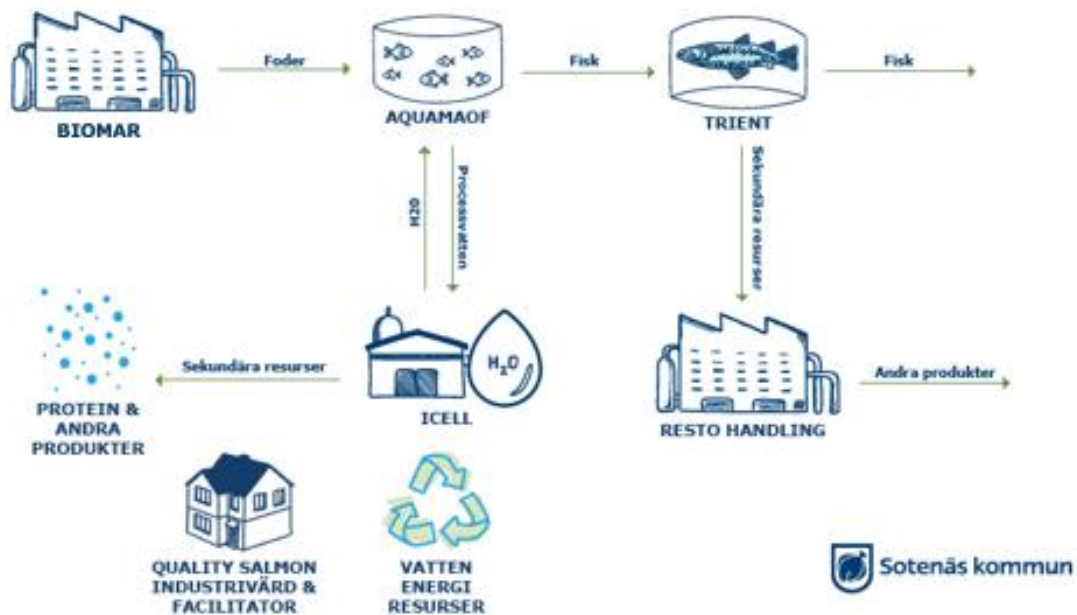 Foder
Fisk
Fisk
BIOMAR
AQUAMAOF
TRIENT
H2O
Processvatten
Sekundära resurser
H₂O
Sekundära resurser
Andra produkter
PROTEIN &
ANDRA
PRODUKTER
ICELL
RESTO HANDLING
QUALITY SALMON
INDUSTRIVÄRD &
FACILITATOR
VATTEN
ENERGI
RESURSER
Sotenäs kommun